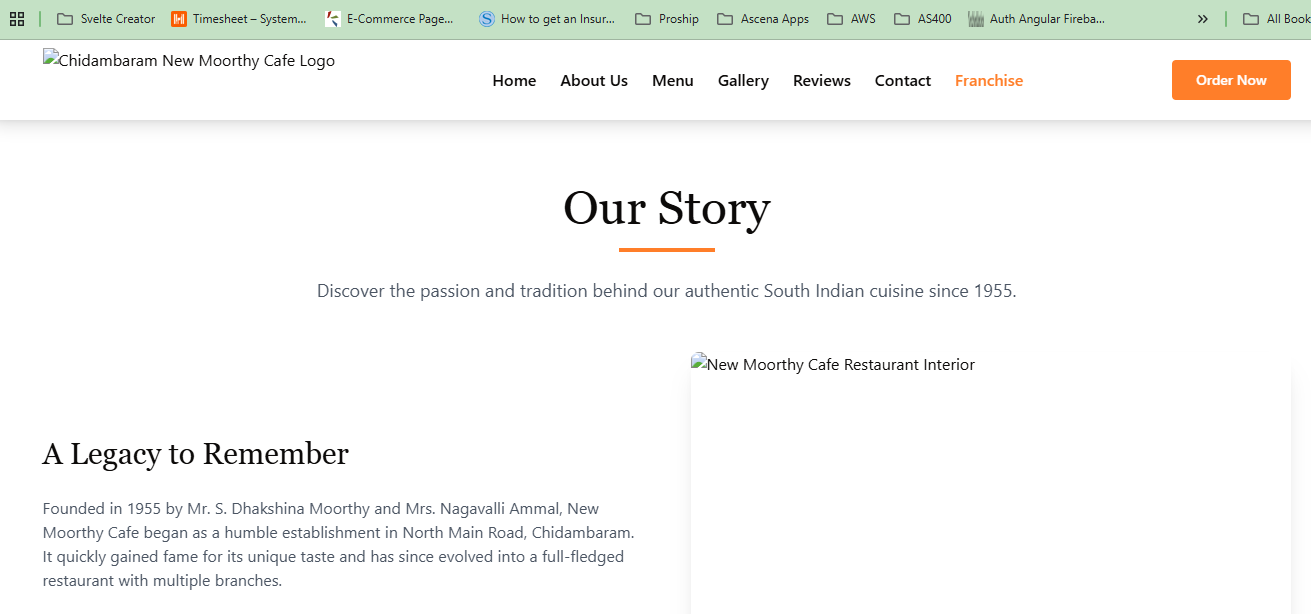 Svelte Creator Timesheet – System... E-Commerce Page... How to get an Insur... Proship Ascena Apps AWS AS400 Auth Angular Fireba... » All Book
Chidambaram New Moorthy Cafe Logo
Home About Us Menu Gallery Reviews Contact Franchise Order Now
Our Story
Discover the passion and tradition behind our authentic South Indian cuisine since 1955.
New Moorthy Cafe Restaurant Interior
A Legacy to Remember
Founded in 1955 by Mr. S. Dhakshina Moorthy and Mrs. Nagavalli Ammal, New
Moorthy Cafe began as a humble establishment in North Main Road, Chidambaram.
It quickly gained fame for its unique taste and has since evolved into a full-fledged
restaurant with multiple branches.